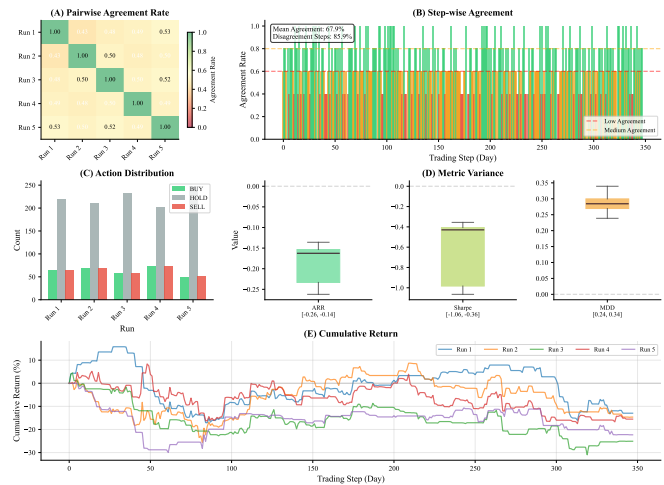 (A) Pairwise Agreement Rate
Run 1
Run 2
Run 3
Run 4
Run 5
1.00
0.53
1.00
0.50
0.50
1.00
0.52
1.00
0.53
0.52
1.00
Run 1
Run 2
Run 3
Run 4
Run 5
1.0
0.8
0.6
0.4
0.2
0.0
Agreement Rate
(B) Step-wise Agreement
Mean Agreement: 67.9%
Disagreement Steps: 85.9%
Agreement Rate
1.0
0.8
0.6
0.4
0.2
0.0
0
50
100
150
200
250
300
350
Trading Step (Day)
Low Agreement
Medium Agreement
(C) Action Distribution
Count
250
200
150
100
50
0
BUY
HOLD
SELL
Run 1
Run 2
Run 3
Run 4
Run 5
Run
(D) Metric Variance
Value
0.00
−0.05
−0.10
−0.15
−0.20
−0.25
ARR
[-0.26, -0.14]
0.0
−0.2
−0.4
−0.6
−0.8
−1.0
Sharpe
[-1.06, -0.36]
0.35
0.30
0.25
0.20
0.15
0.10
0.05
0.00
MDD
[0.24, 0.34]
(E) Cumulative Return
Cumulative Return (%)
10
0
−10
−20
−30
Run 1
Run 2
Run 3
Run 4
Run 5
0
50
100
150
200
250
300
350
Trading Step (Day)